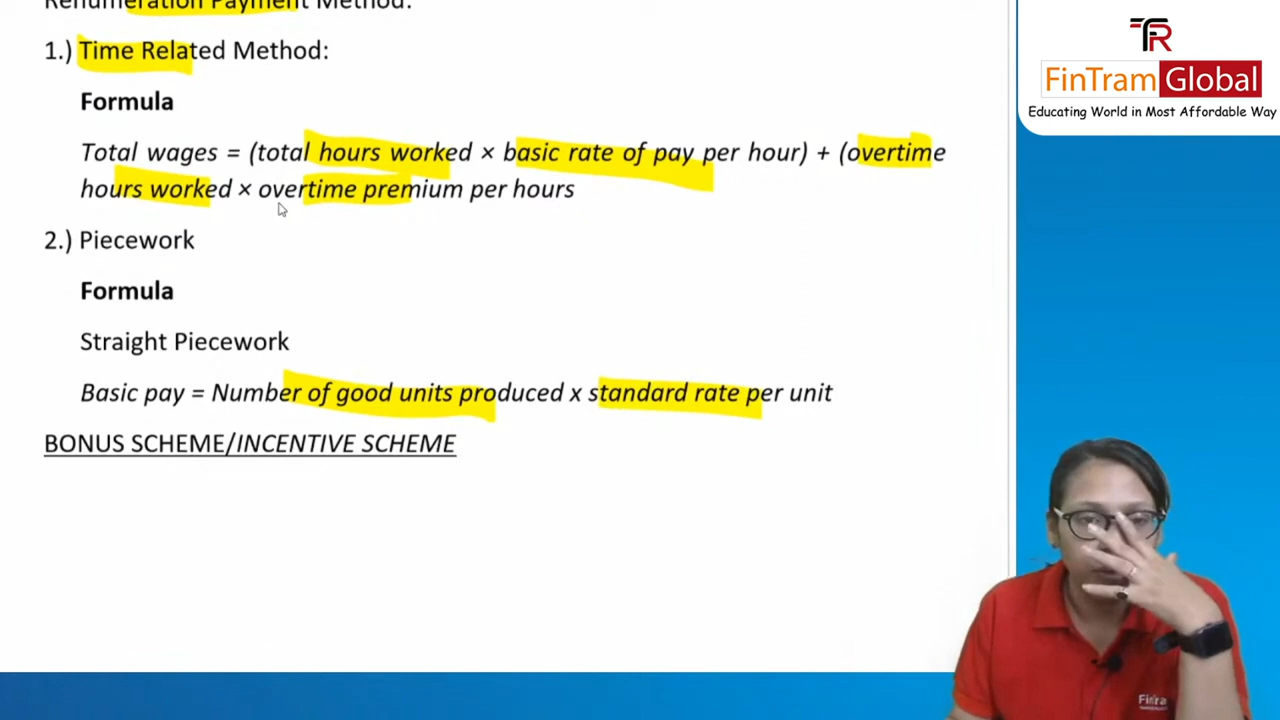 Remuneration Payment Method:
1.) Time Related Method:
Formula
Total wages = (total hours worked × basic rate of pay per hour) + (overtime
hours worked × overtime premium per hours
2.) Piecework
Formula
Straight Piecework
Basic pay = Number of good units produced x standard rate per unit
BONUS SCHEME/INCENTIVE SCHEME
TR
FinTram Global
Educating World in Most Affordable Way